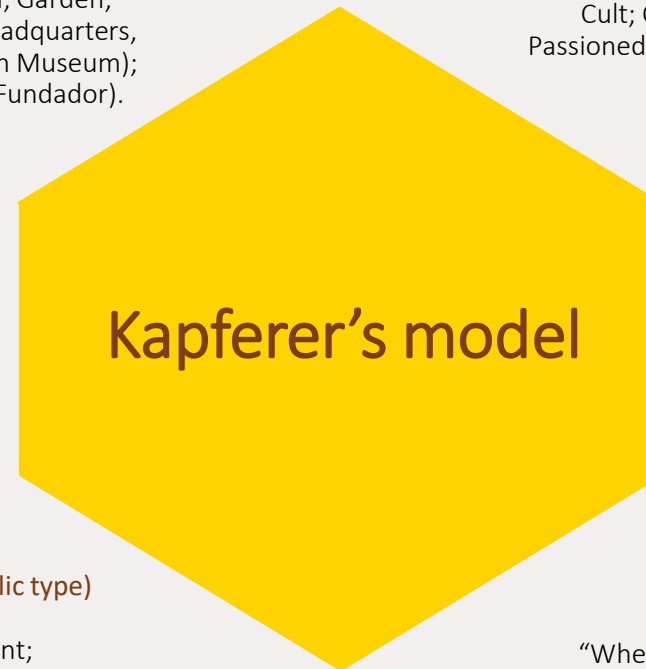 Garden,
adquarters,
Museum);
Fundador).
Cult;
Passioned
Kapferer’s model
lic type)
nt;
“Whe